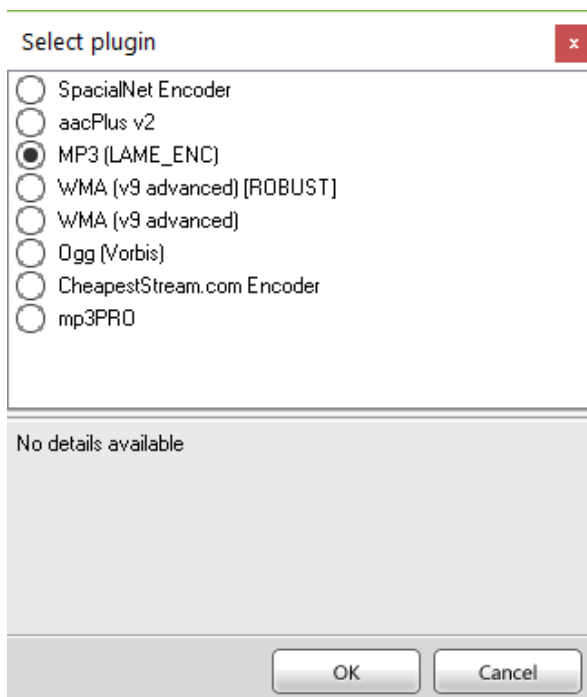 Select plugin
x
SpacialNet Encoder
aacPlus v2
MP3 (LAME_ENC)
WMA (v9 advanced) [ROBUST]
WMA (v9 advanced)
Ogg (Vorbis)
CheapestStream.com Encoder
mp3PRO
No details available
OK Cancel